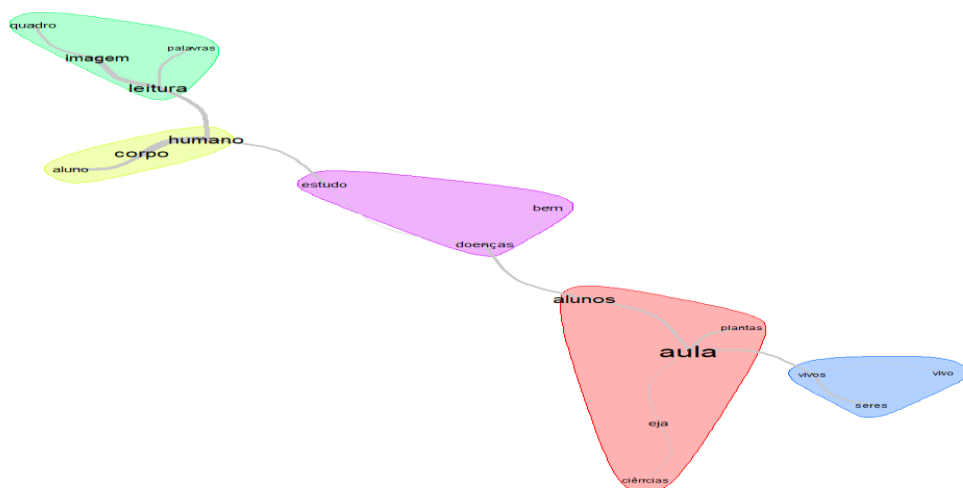 quadro
palavras
imagem
leitura
humano
corpo
aluno
estudo
bem
doenças
alunos
plantas
aula
vivos
vivo
seres
eja
ciências